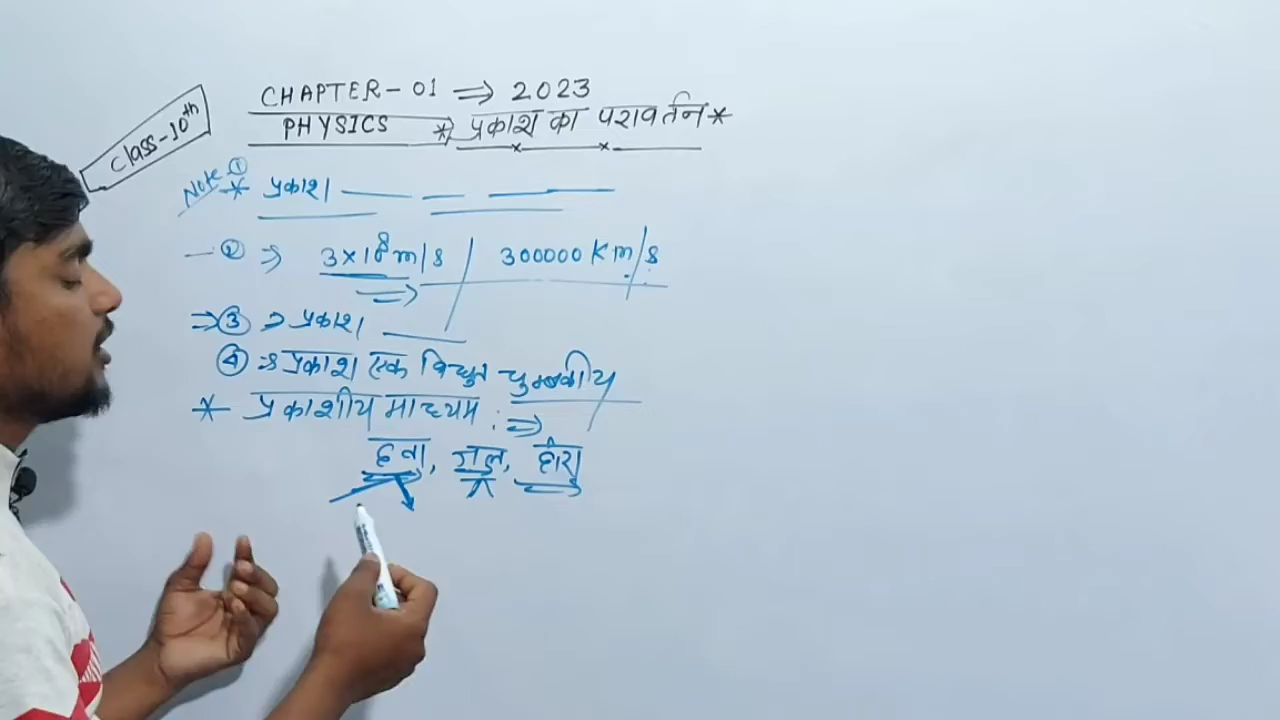 Class-10th
CHAPTER-01 ⇒ 2023
PHYSICS * प्रकाश का परावर्तन *
Note ① * प्रकाश
② ⇒ 3×10⁸ m/s / 300000 Km/s
⇒ ③ ⇒ प्रकाश
④ ⇒ प्रकाश एक विद्युत चुम्बकीय
* प्रकाशीय माध्यम : ⇒
हवा, जल, हीरा